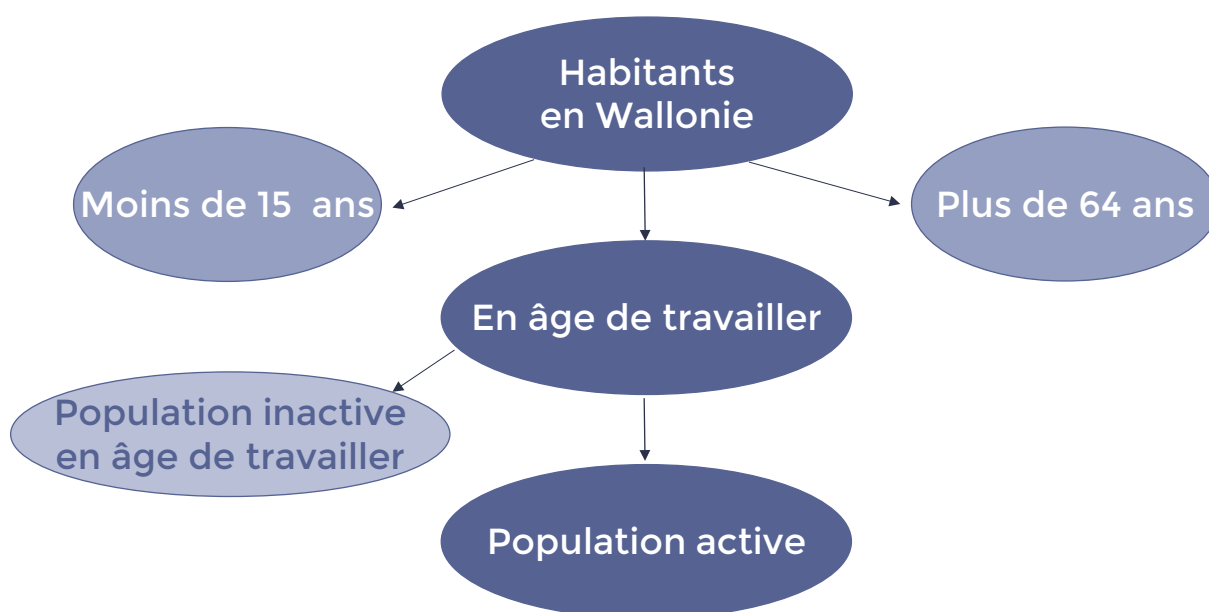 Habitants
en Wallonie
Moins de 15 ans
Plus de 64 ans
En âge de travailler
Population inactive
en âge de travailler
Population active